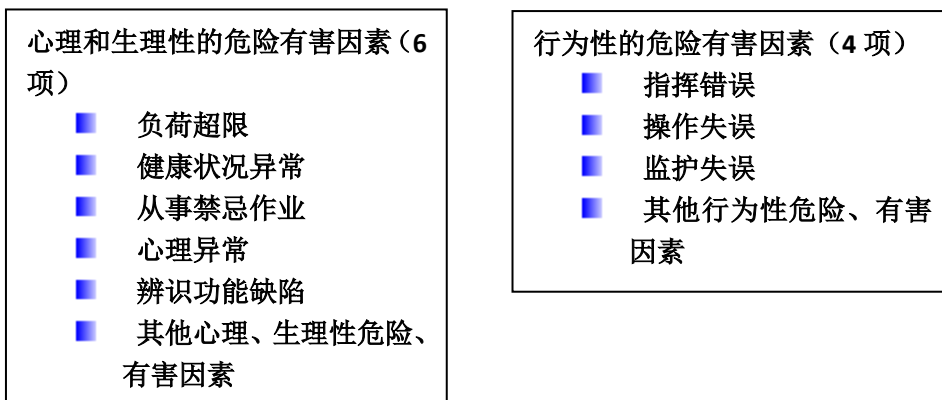 心理和生理性的危险有害因素（6
项）
负荷超限
健康状况异常
从事禁忌作业
心理异常
辨识功能缺陷
其他心理、生理性危险、
有害因素
行为性的危险有害因素（4 项）
指挥错误
操作失误
监护失误
其他行为性危险、有害
因素